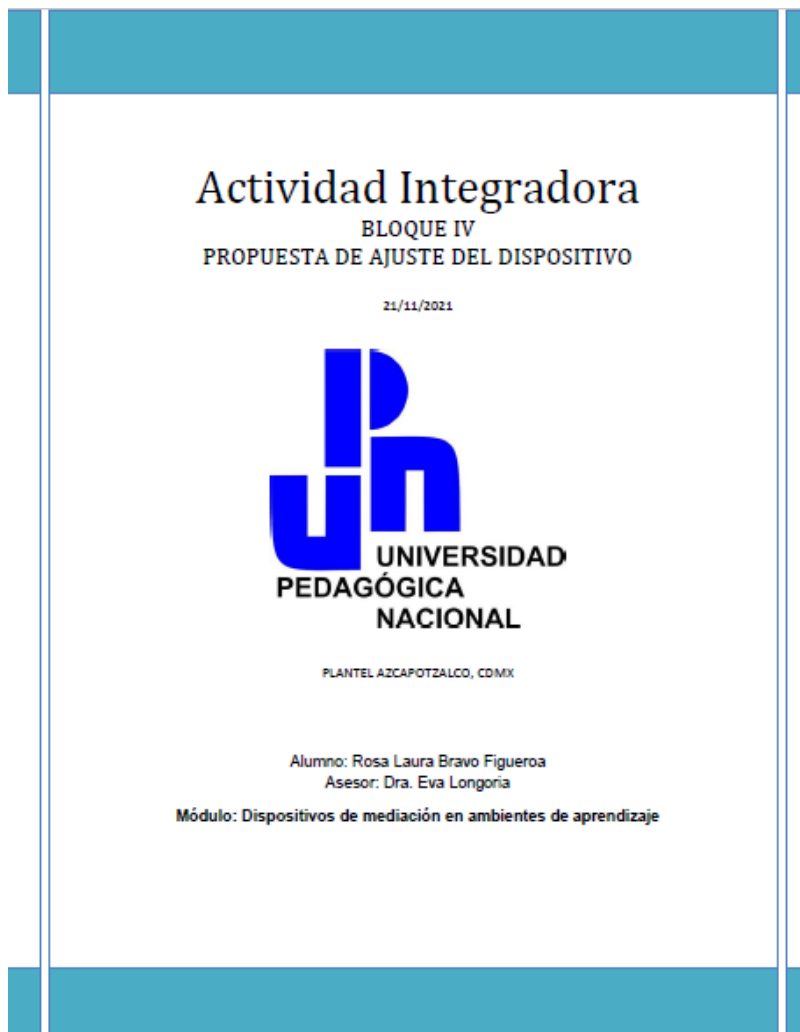 Actividad Integradora
BLOQUE IV
PROPUESTA DE AJUSTE DEL DISPOSITIVO
21/11/2021
upn
UNIVERSIDAD
PEDAGÓGICA
NACIONAL
PLANTEL AZCAPOTZALCO, CDMX
Alumno: Rosa Laura Bravo Figueroa
Asesor: Dra. Eva Longoria
Módulo: Dispositivos de mediación en ambientes de aprendizaje